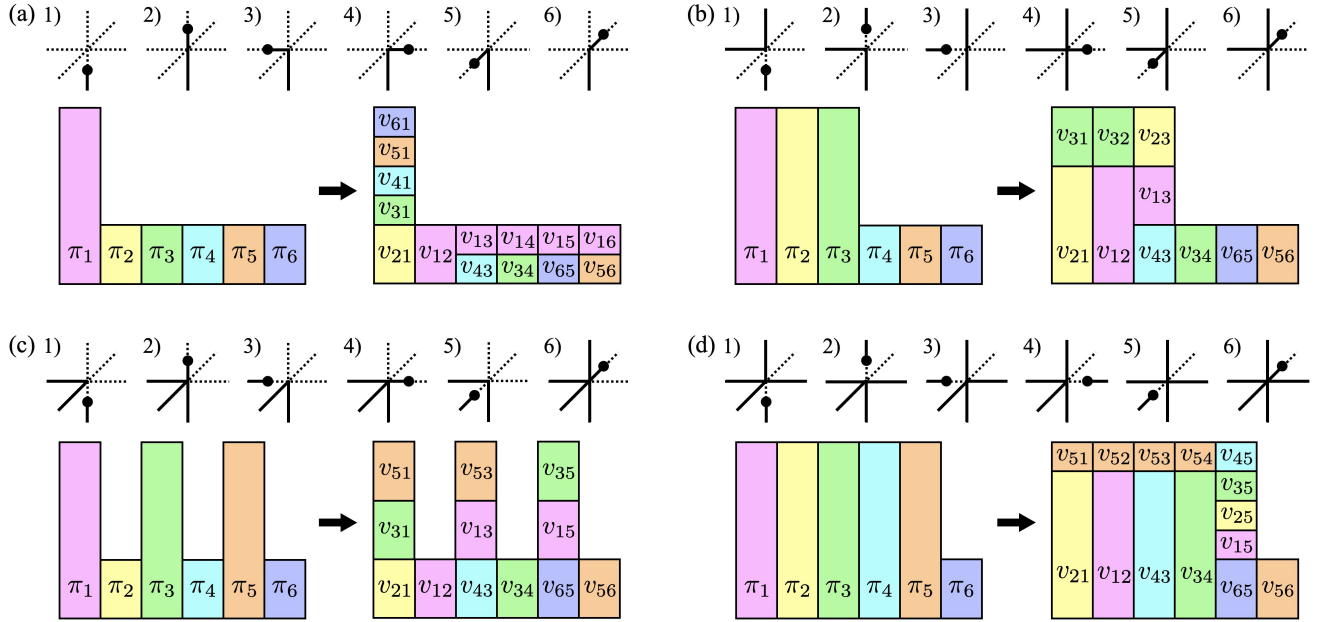 (a) 1) 2) 3) 4) 5) 6)
π₁ π₂ π₃ π₄ π₅ π₆
v₆₁
v₅₁
v₄₁
v₃₁
v₂₁ v₁₂ v₁₃ v₁₄ v₁₅ v₁₆
v₄₃ v₃₄ v₆₅ v₅₆
(b) 1) 2) 3) 4) 5) 6)
π₁ π₂ π₃ π₄ π₅ π₆
v₃₁ v₃₂ v₂₃
v₁₃
v₂₁ v₁₂ v₄₃ v₃₄ v₆₅ v₅₆
(c) 1) 2) 3) 4) 5) 6)
π₁ π₂ π₃ π₄ π₅ π₆
v₅₁ v₅₃ v₃₅
v₃₁ v₁₃ v₁₅
v₂₁ v₁₂ v₄₃ v₃₄ v₆₅ v₅₆
(d) 1) 2) 3) 4) 5) 6)
π₁ π₂ π₃ π₄ π₅ π₆
v₅₁ v₅₂ v₅₃ v₅₄ v₄₅
v₃₅
v₂₅
v₁₅
v₂₁ v₁₂ v₄₃ v₃₄ v₆₅ v₅₆